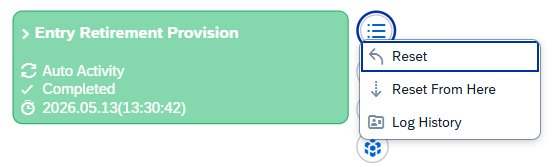 Entry Retirement Provision
Auto Activity
Completed
2026.05.13(13:30:42)
Reset
Reset From Here
Log History